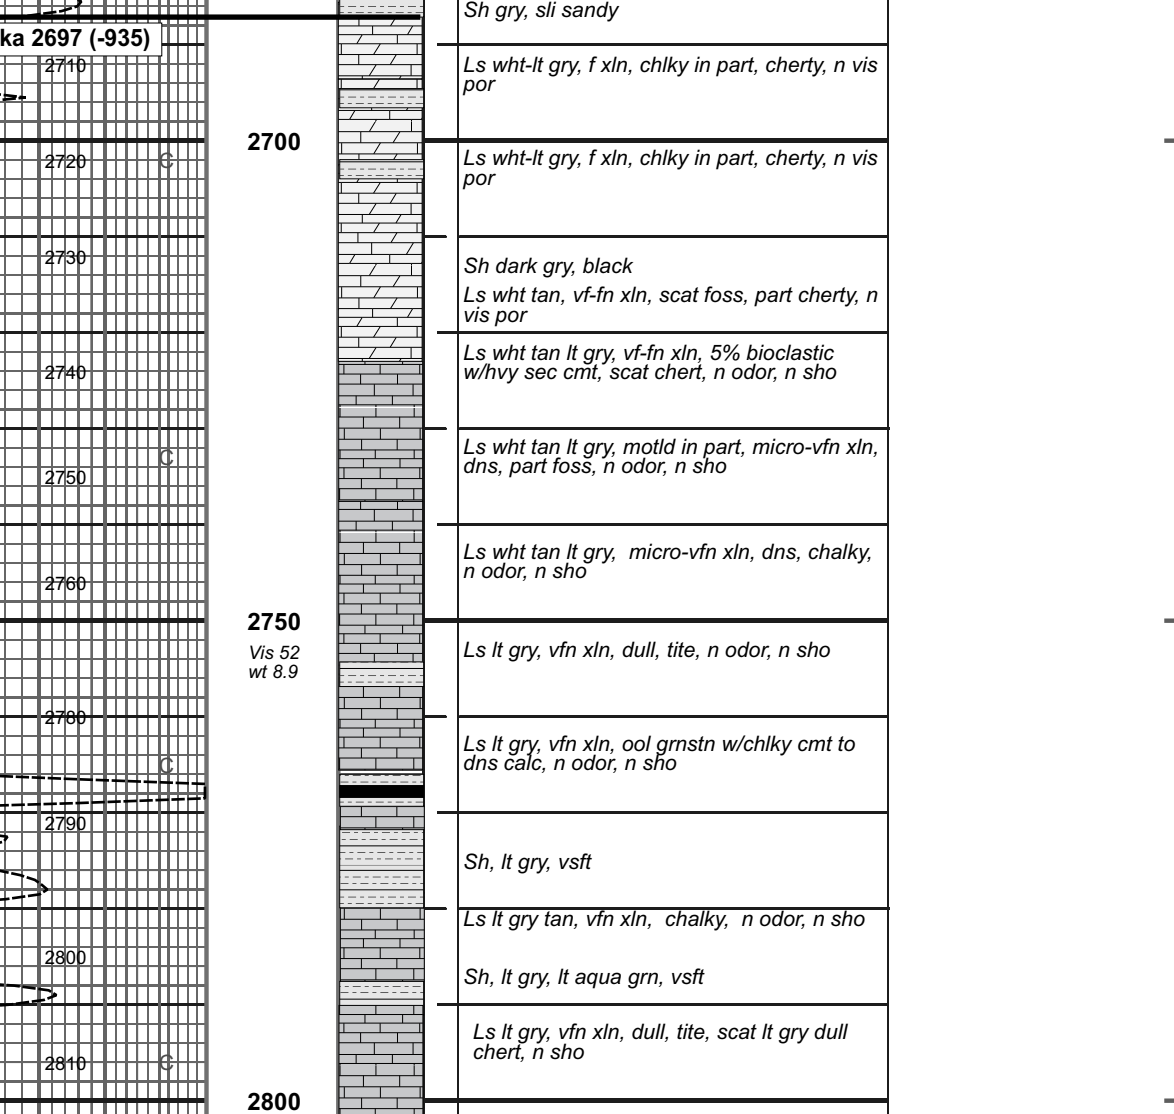 Sh gry, sli sandy
ka 2697 (-935)
2710
Ls wht-lt gry, f xln, chlky in part, cherty, n vis
por
2700
2720
C
Ls wht-lt gry, f xln, chlky in part, cherty, n vis
por
2730
Sh dark gry, black
Ls wht tan, vf-fn xln, scat foss, part cherty, n
vis por
2740
Ls wht tan lt gry, vf-fn xln, 5% bioclastic
w/hvy sec cmt, scat chert, n odor, n sho
C
2750
Ls wht tan lt gry, motld in part, micro-vfn xln,
dns, part foss, n odor, n sho
2760
Ls wht tan lt gry,  micro-vfn xln, dns, chalky,
n odor, n sho
2750
Vis 52
wt 8.9
Ls lt gry, vfn xln, dull, tite, n odor, n sho
2780
C
Ls lt gry, vfn xln, ool grnstn w/chlky cmt to
dns calc, n odor, n sho
2790
Sh, lt gry, vsft
Ls lt gry tan, vfn xln,  chalky,  n odor, n sho
2800
Sh, lt gry, lt aqua grn, vsft
Ls lt gry, vfn xln, dull, tite, scat lt gry dull
chert, n sho
2810
C
2800